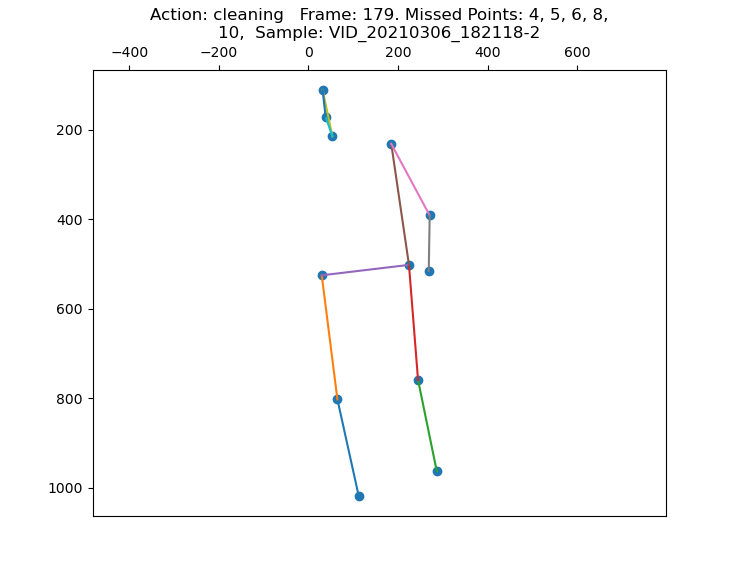 Action: cleaning   Frame: 179. Missed Points: 4, 5, 6, 8,
10,  Sample: VID_20210306_182118-2
−400 −200 0 200 400 600
200
400
600
800
1000